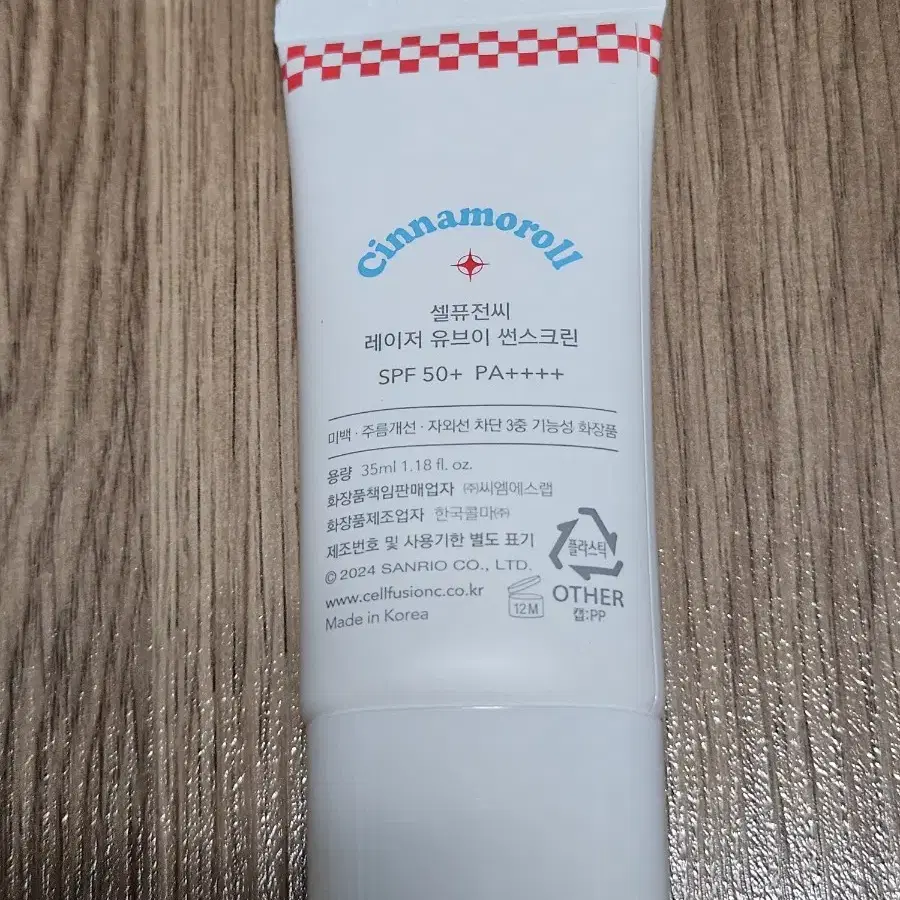 Cinnamoroll
셀퓨전씨
레이저 유브이 썬스크린
SPF 50+ PA++++
미백 · 주름개선 · 자외선 차단 3중 기능성 화장품
용량 35ml 1.18 fl. oz.
화장품책임판매업자 ㈜씨엠에스랩
화장품제조업자 한국콜마㈜
제조번호 및 사용기한 별도 표기
© 2024 SANRIO CO., LTD.
www.cellfusionc.co.kr
Made in Korea
12M
플라스틱
OTHER
캡:PP